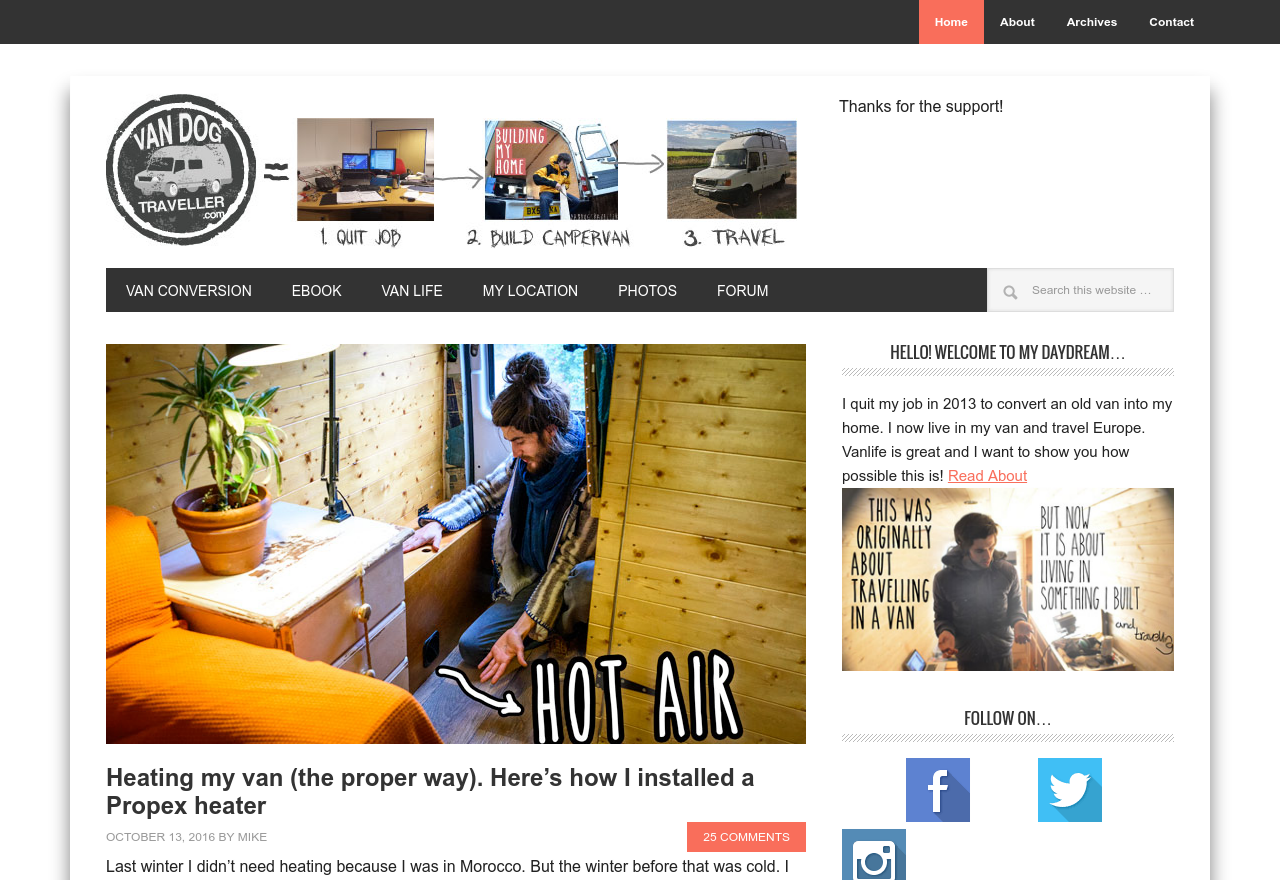 Home
About
Archives
Contact
VAN DOG
TRAVELLER
.com
≈
BUILDING
MY
HOME
1. QUIT JOB
2. BUILD CAMPERVAN
3. TRAVEL
Thanks for the support!
VAN CONVERSION
EBOOK
VAN LIFE
MY LOCATION
PHOTOS
FORUM
Search this website …
HOT AIR
Heating my van (the proper way). Here’s how I installed a
Propex heater
OCTOBER 13, 2016 BY MIKE
25 COMMENTS
Last winter I didn’t need heating because I was in Morocco. But the winter before that was cold. I
HELLO! WELCOME TO MY DAYDREAM…
I quit my job in 2013 to convert an old van into my
home. I now live in my van and travel Europe.
Vanlife is great and I want to show you how
possible this is! Read About
THIS WAS
ORIGINALLY
ABOUT
TRAVELLING
IN A VAN
BUT NOW
IT IS ABOUT
LIVING IN
SOMETHING I BUILT
and travelling
FOLLOW ON…